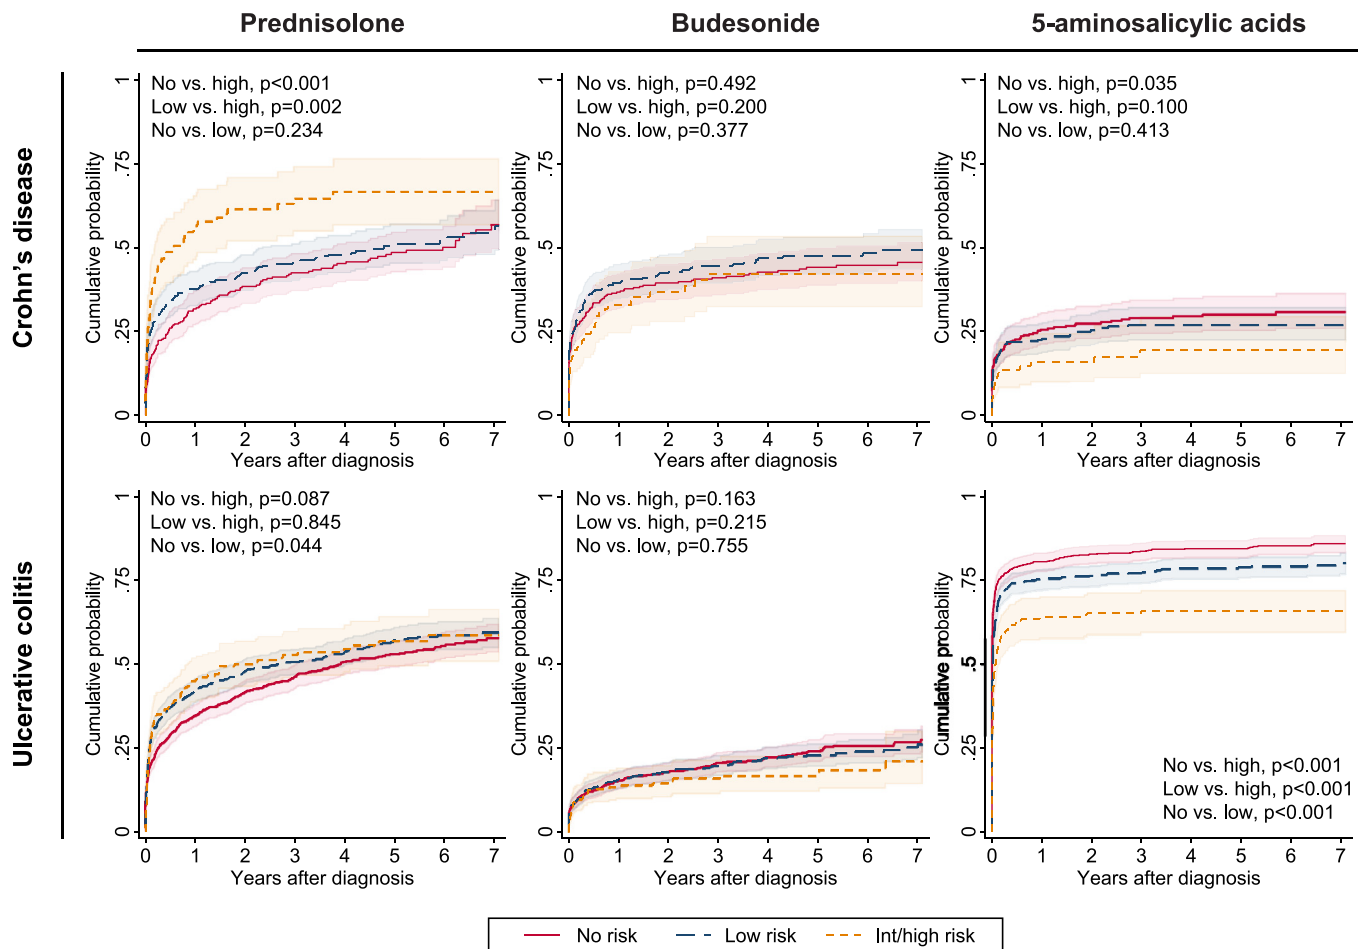 Prednisolone
Budesonide
5-aminosalicylic acids
Crohn's disease
Cumulative probability
0 .25 .5 .75 1
No vs. high, p<0.001
Low vs. high, p=0.002
No vs. low, p=0.234
0 1 2 3 4 5 6 7
Years after diagnosis
Cumulative probability
0 .25 .5 .75 1
No vs. high, p=0.492
Low vs. high, p=0.200
No vs. low, p=0.377
0 1 2 3 4 5 6 7
Years after diagnosis
Cumulative probability
0 .25 .5 .75 1
No vs. high, p=0.035
Low vs. high, p=0.100
No vs. low, p=0.413
0 1 2 3 4 5 6 7
Years after diagnosis
Ulcerative colitis
Cumulative probability
0 .25 .5 .75 1
No vs. high, p=0.087
Low vs. high, p=0.845
No vs. low, p=0.044
0 1 2 3 4 5 6 7
Years after diagnosis
Cumulative probability
0 .25 .5 .75 1
No vs. high, p=0.163
Low vs. high, p=0.215
No vs. low, p=0.755
0 1 2 3 4 5 6 7
Years after diagnosis
Cumulative probability
0 .25 .5 .75 1
No vs. high, p<0.001
Low vs. high, p<0.001
No vs. low, p<0.001
0 1 2 3 4 5 6 7
Years after diagnosis
No risk
Low risk
Int/high risk